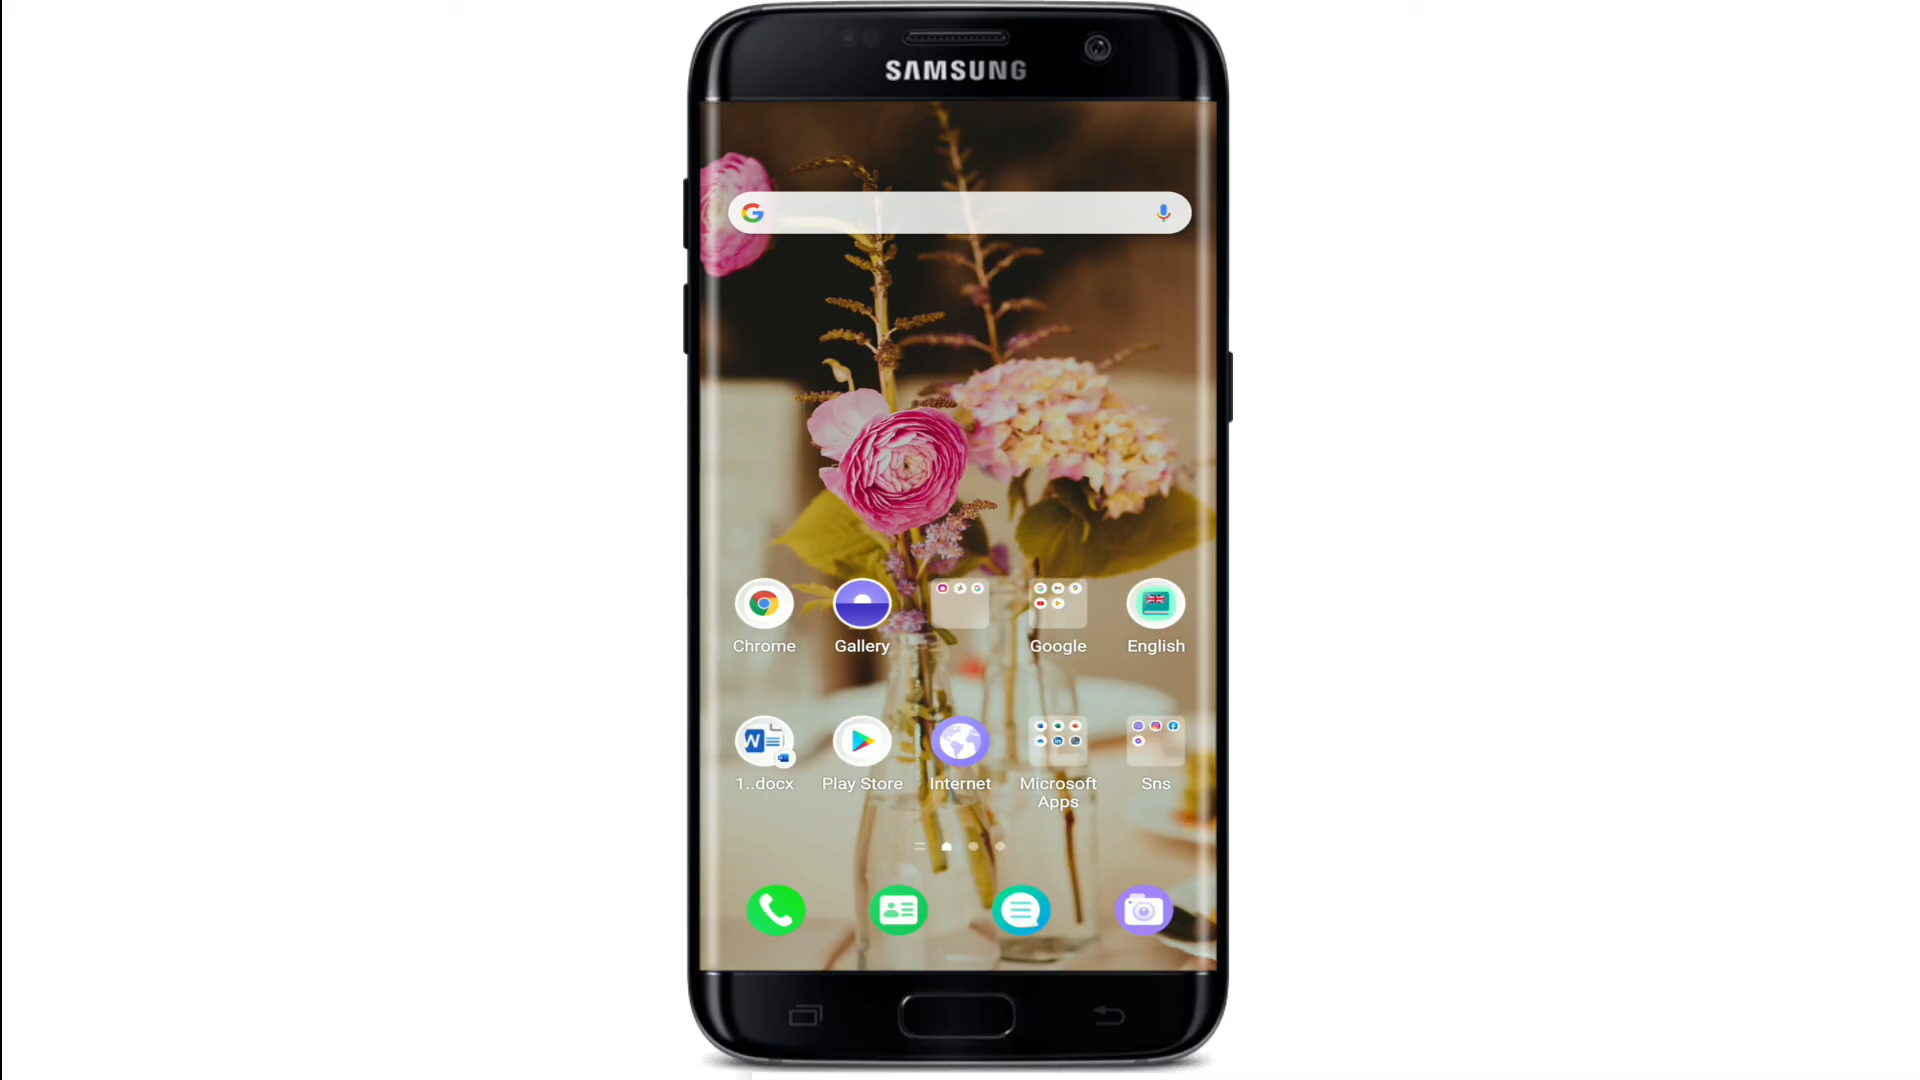 SAMSUNG
Chrome
Gallery
Google
English
1..docx
Play Store
Internet
Microsoft
Apps
Sns